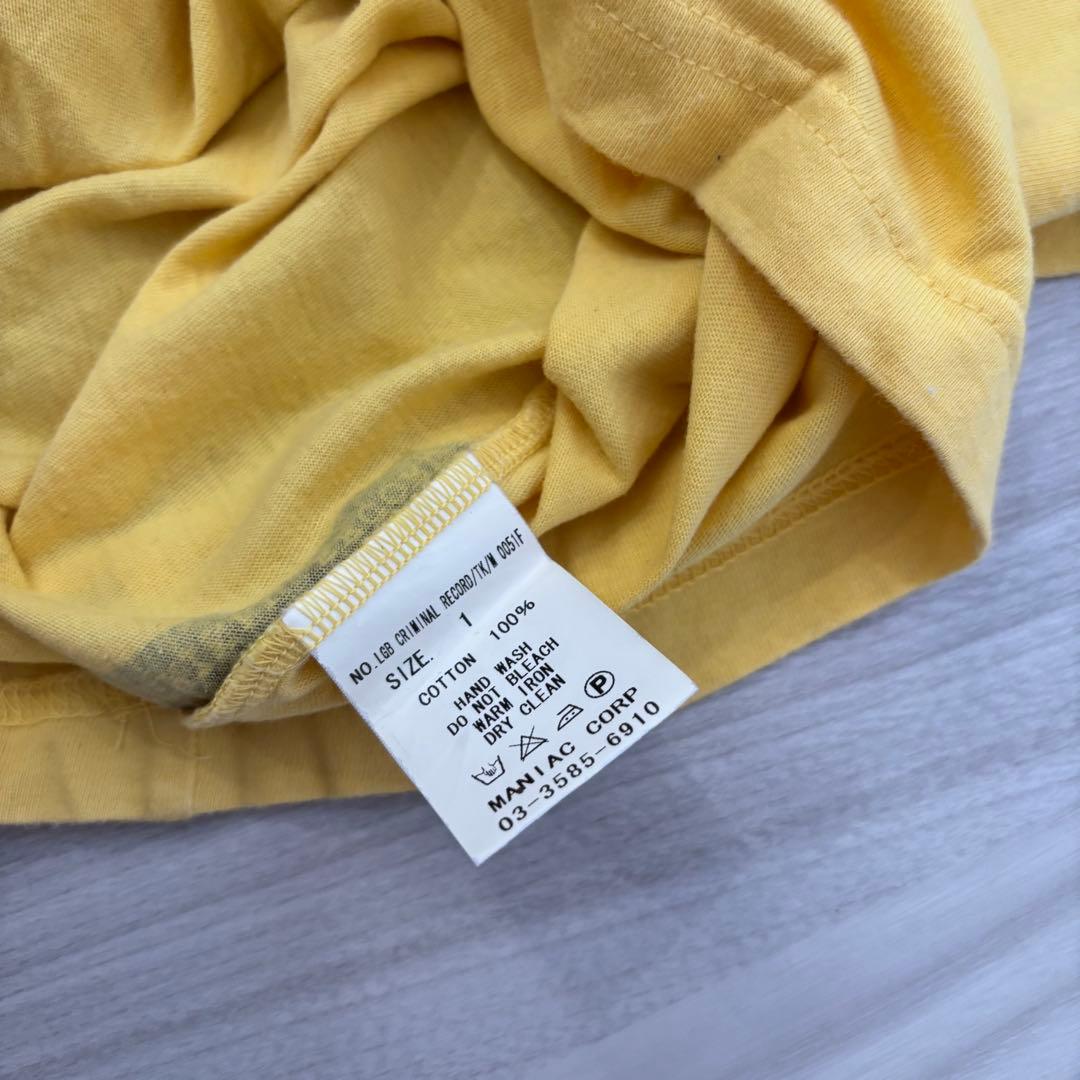 NO.LGB CRIMINAL RECORD/TK/M 0051F
SIZE. 1
COTTON 100%
HAND WASH
DO NOT BLEACH
WARM IRON
DRY CLEAN
P
MANIAC CORP
03-3585-6910